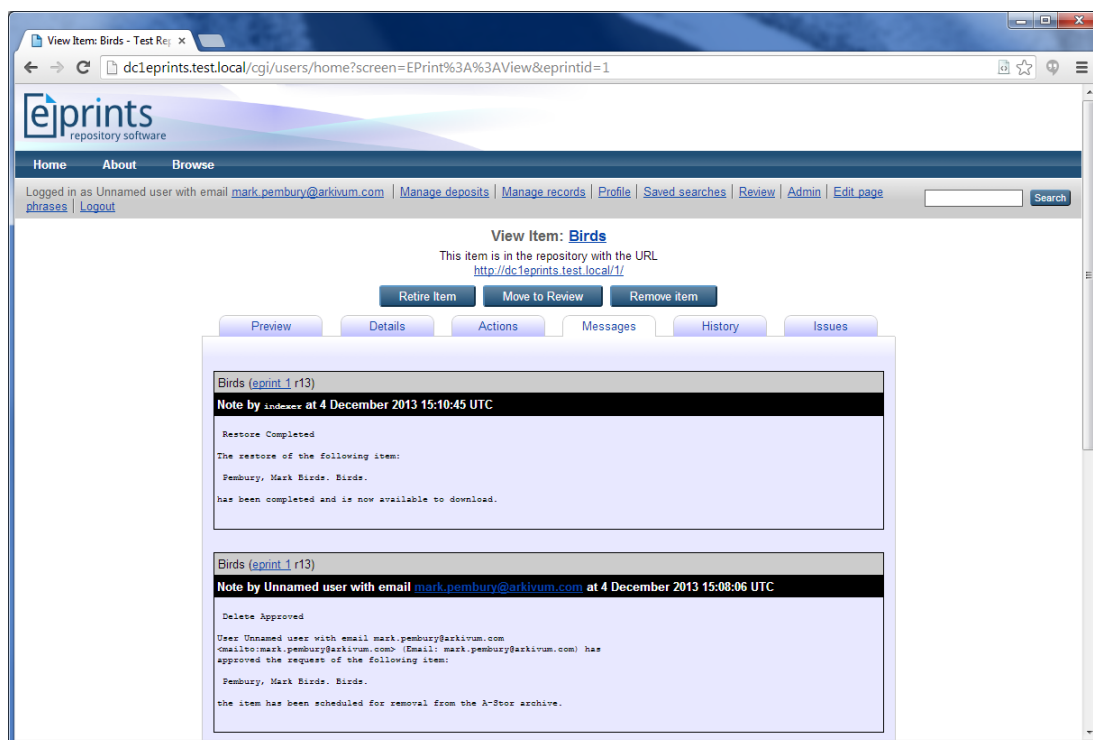 View Item: Birds - Test Rep
dc1eprints.test.local/cgi/users/home?screen=EPrint%3A%3AView&eprintid=1
eprints
repository software
Home About Browse
Logged in as Unnamed user with email mark.pembury@arkivum.com | Manage deposits | Manage records | Profile | Saved searches | Review | Admin | Edit page
phrases | Logout
Search
View Item: Birds
This item is in the repository with the URL
http://dc1eprints.test.local/1/
Retire Item Move to Review Remove item
Preview Details Actions Messages History Issues
Birds (eprint 1 r13)
Note by indexer at 4 December 2013 15:10:45 UTC
Restore Completed
The restore of the following item:
Pembury, Mark Birds. Birds.
has been completed and is now available to download.
Birds (eprint 1 r13)
Note by Unnamed user with email mark.pembury@arkivum.com at 4 December 2013 15:08:06 UTC
Delete Approved
User Unnamed user with email mark.pembury@arkivum.com
<mailto:mark.pembury@arkivum.com> (Email: mark.pembury@arkivum.com) has
approved the request of the following item:
Pembury, Mark Birds. Birds.
the item has been scheduled for removal from the A-Stor archive.